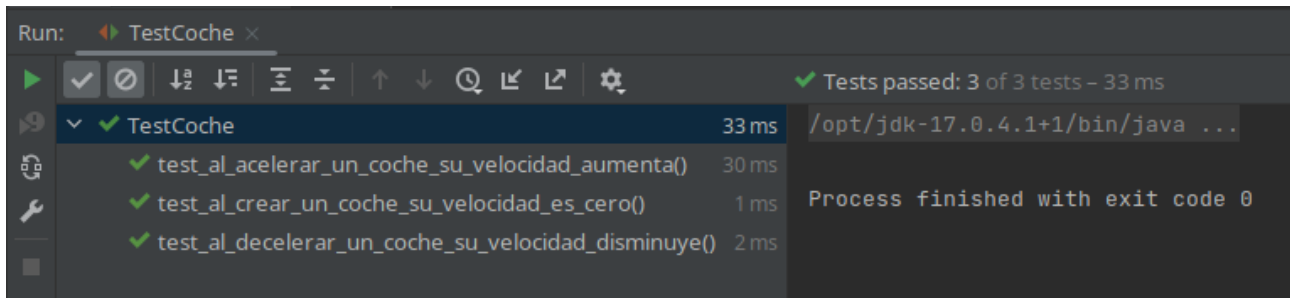 Run: TestCoche
Tests passed: 3 of 3 tests – 33 ms
TestCoche 33 ms
/opt/jdk-17.0.4.1+1/bin/java ...
test_al_acelerar_un_coche_su_velocidad_aumenta() 30 ms
test_al_crear_un_coche_su_velocidad_es_cero() 1 ms
Process finished with exit code 0
test_al_decelerar_un_coche_su_velocidad_disminuye() 2 ms